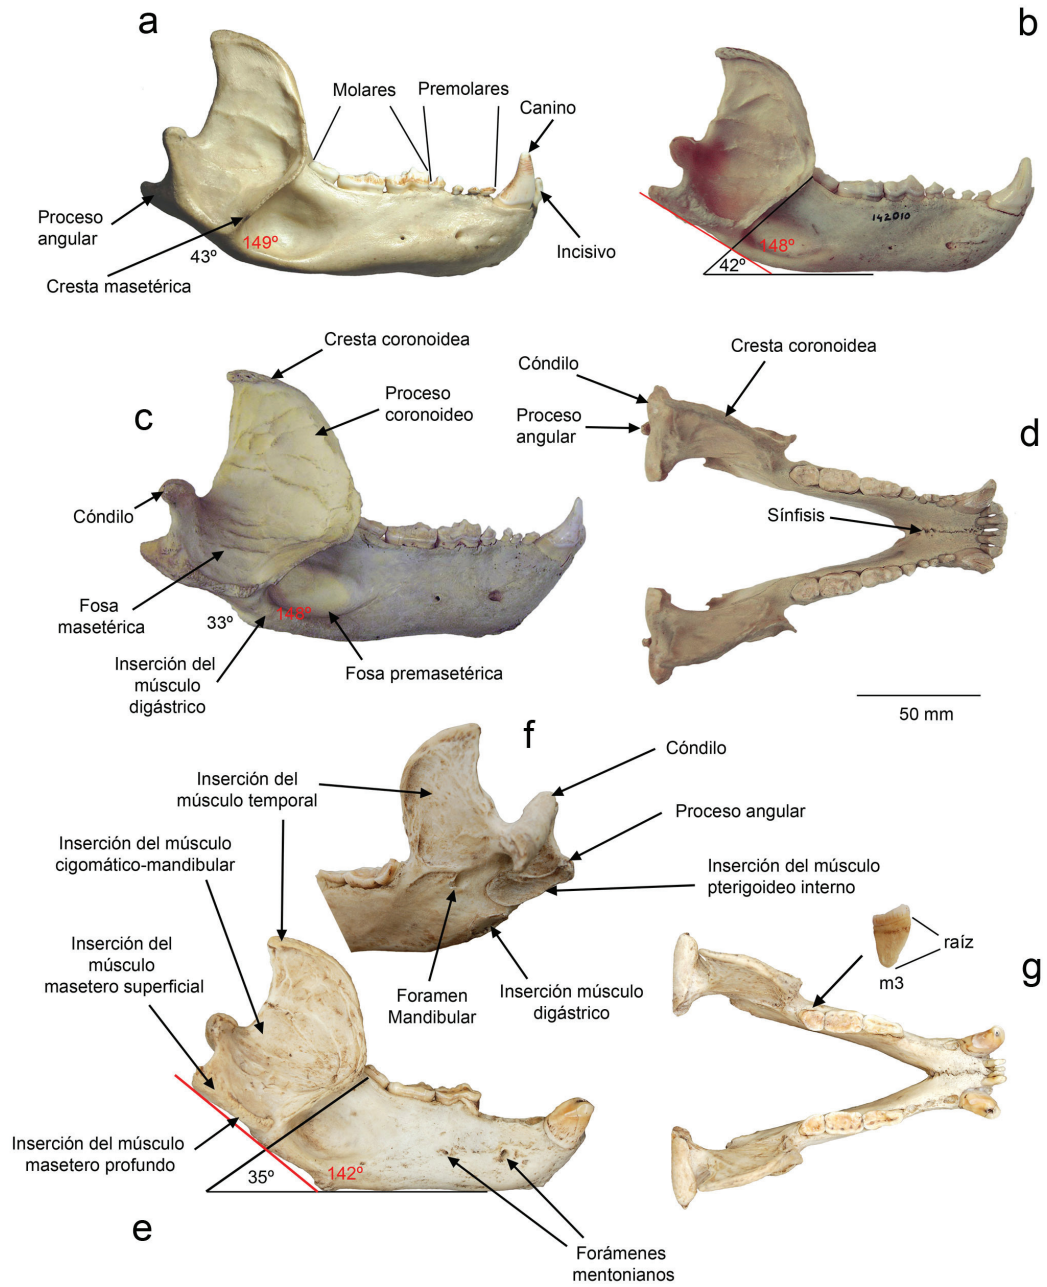 a
b
Molares
Premolares
Canino
Proceso
angular
149º
43º
Cresta masetérica
Incisivo
142010
148º
42º
Cresta coronoidea
Proceso
coronoideo
c
Cóndilo
Fosa
masetérica
33º
148º
Inserción del
músculo
digástrico
Fosa premasetérica
Cóndilo
Cresta coronoidea
Proceso
angular
d
Sínfisis
50 mm
f
Inserción del
músculo temporal
Cóndilo
Proceso angular
Inserción del músculo
pterigoideo interno
Foramen
Mandibular
Inserción músculo
digástrico
Inserción del músculo
cigomático-mandibular
Inserción del
músculo
masetero superficial
Inserción del músculo
masetero profundo
35º
142º
e
Forámenes
mentonianos
raíz
m3
g